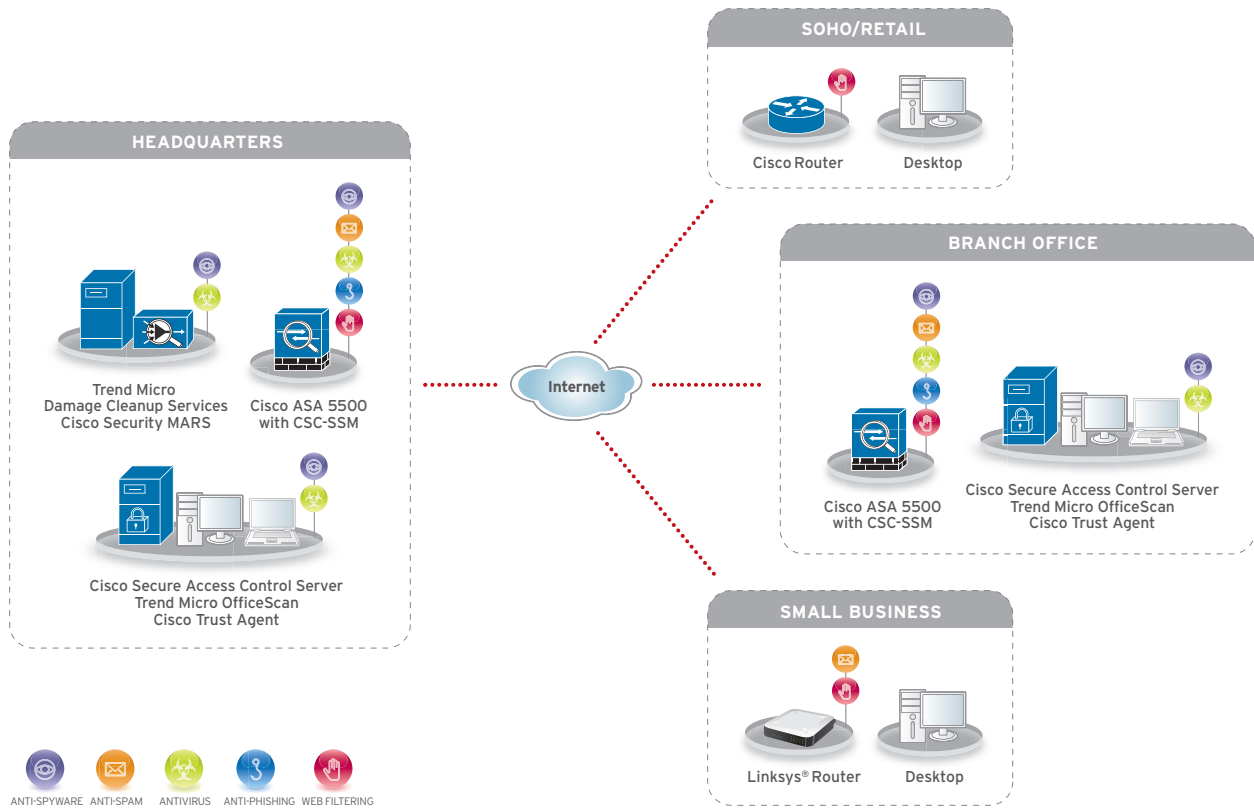 SOHO/RETAIL
Cisco Router
Desktop
HEADQUARTERS
Trend Micro
Damage Cleanup Services
Cisco Security MARS
Cisco ASA 5500
with CSC-SSM
Cisco Secure Access Control Server
Trend Micro OfficeScan
Cisco Trust Agent
Internet
BRANCH OFFICE
Cisco ASA 5500
with CSC-SSM
Cisco Secure Access Control Server
Trend Micro OfficeScan
Cisco Trust Agent
SMALL BUSINESS
Linksys® Router
Desktop
ANTI-SPYWARE
ANTI-SPAM
ANTIVIRUS
ANTI-PHISHING
WEB FILTERING